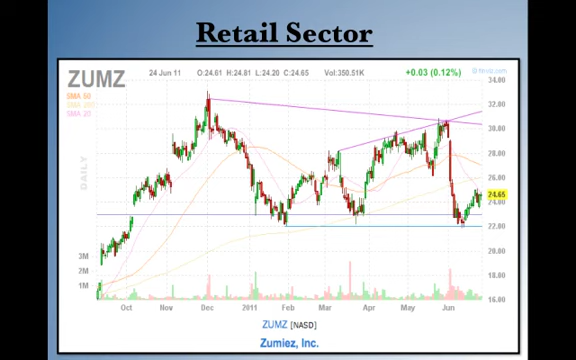 Retail Sector
ZUMZ
24 Jun 11
O:24.61 H:24.81 L:24.20 C:24.65 Vol:350.51K
+0.03 (0.12%)
SMA 50
SMA 200
SMA 20
DAILY
34.00
32.00
30.00
28.00
26.00
24.65
24.00
22.00
20.00
18.00
16.00
3M
2M
1M
Oct Nov Dec 2011 Feb Mar Apr May Jun
ZUMZ [NASD]
Zumiez, Inc.